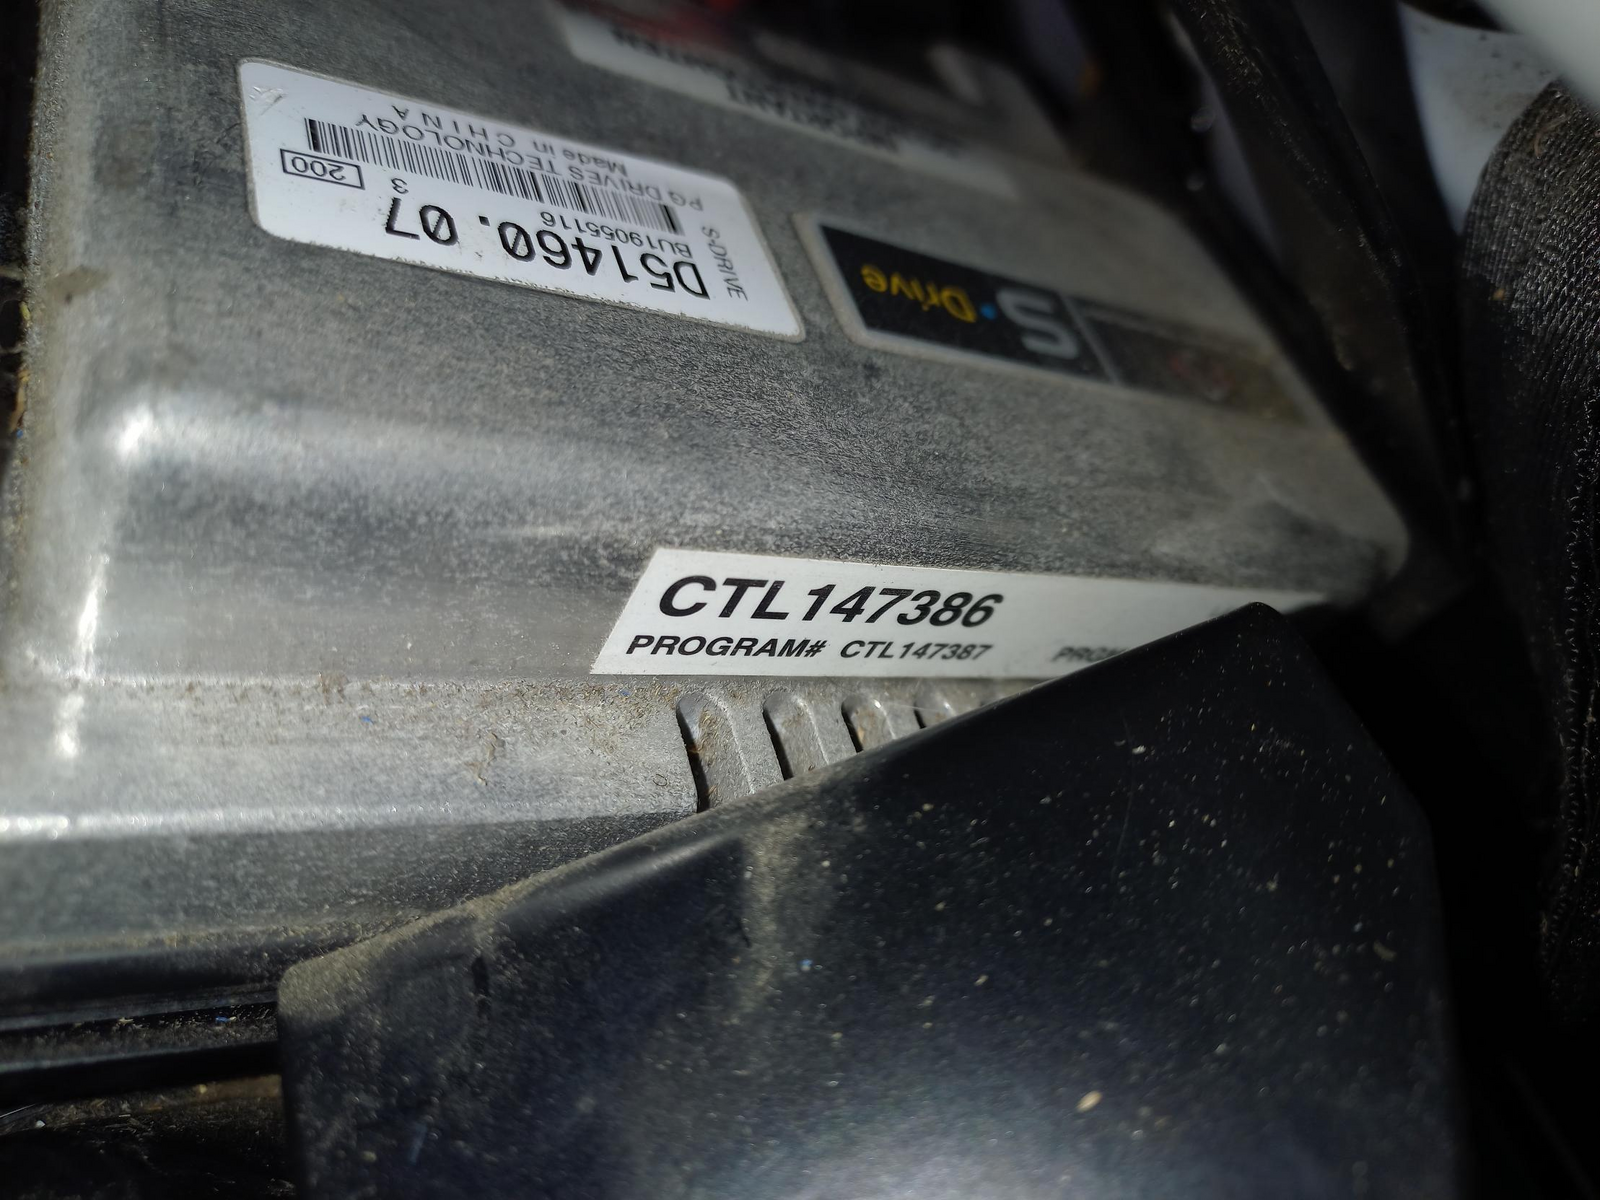 S-DRIVE
D51460.07
BU19055116
3
200
PG DRIVES TECHNOLOGY
Made in CHINA
S-Drive
CTL147386
PROGRAM# CTL147387